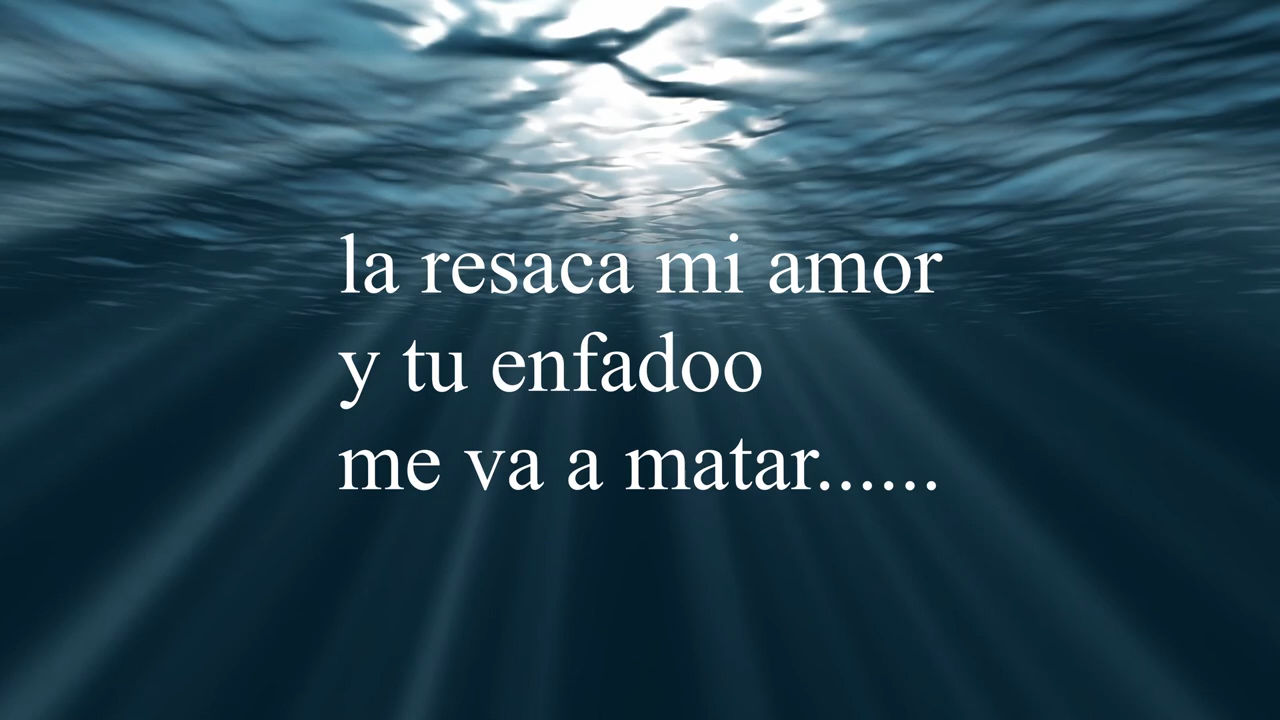 la resaca mi amor
y tu enfadoo
me va a matar......